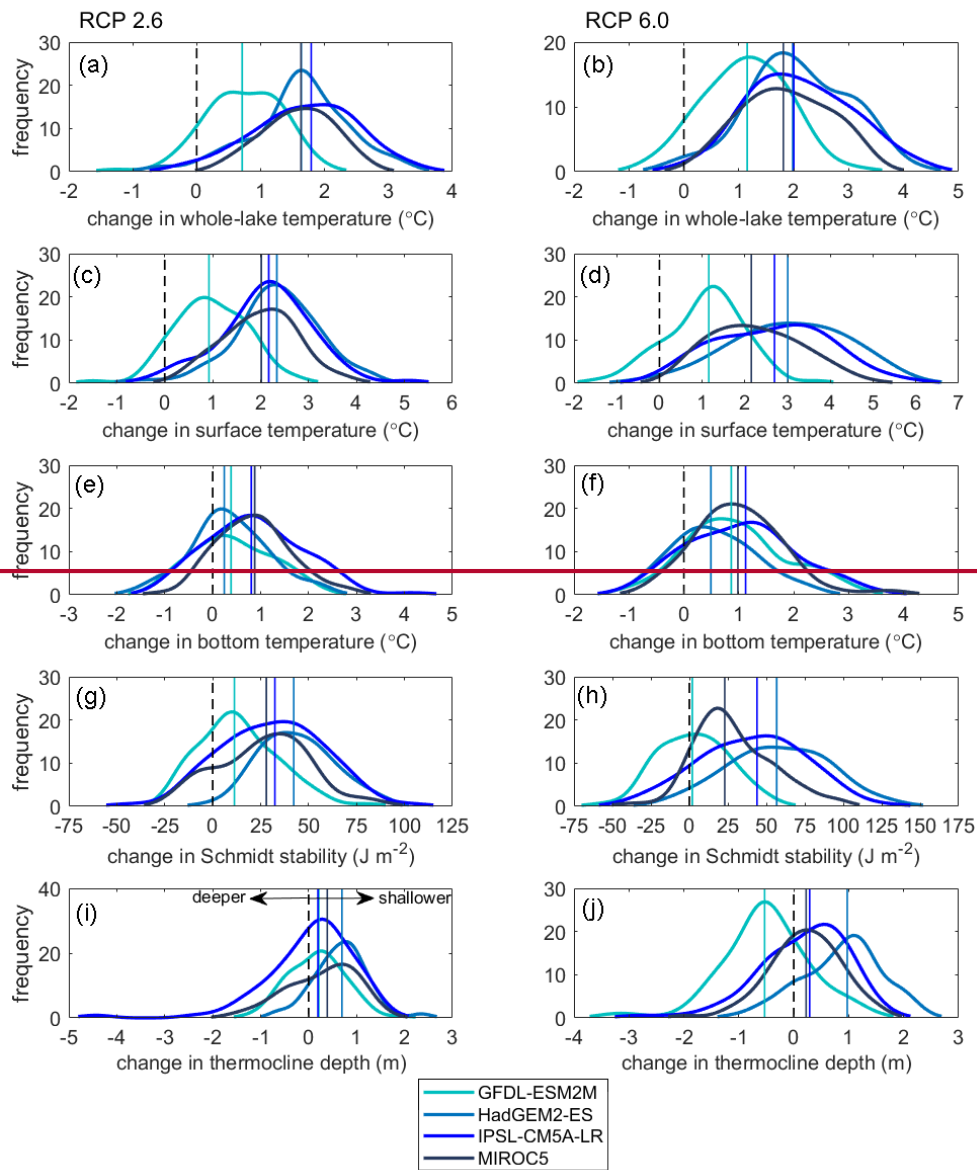 RCP 2.6
RCP 6.0
(a)
frequency
30
20
10
0
-2 -1 0 1 2 3 4
change in whole-lake temperature (°C)
(b)
20
10
0
-2 -1 0 1 2 3 4 5
change in whole-lake temperature (°C)
(c)
frequency
30
20
10
0
-2 -1 0 1 2 3 4 5 6
change in surface temperature (°C)
(d)
30
20
10
0
-2 -1 0 1 2 3 4 5 6 7
change in surface temperature (°C)
(e)
frequency
30
20
10
0
-3 -2 -1 0 1 2 3 4 5
change in bottom temperature (°C)
(f)
30
20
10
0
-2 -1 0 1 2 3 4 5
change in bottom temperature (°C)
(g)
frequency
30
20
10
0
-75 -50 -25 0 25 50 75 100 125
change in Schmidt stability (J m-2)
(h)
30
20
10
0
-75 -50 -25 0 25 50 75 100 125 150 175
change in Schmidt stability (J m-2)
(i)
deeper shallower
frequency
40
20
0
-5 -4 -3 -2 -1 0 1 2 3
change in thermocline depth (m)
(j)
30
20
10
0
-4 -3 -2 -1 0 1 2 3
change in thermocline depth (m)
GFDL-ESM2M
HadGEM2-ES
IPSL-CM5A-LR
MIROC5